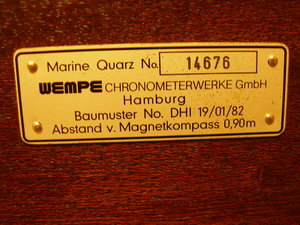 Marine Quarz No. 14676
WEMPE CHRONOMETERWERKE GmbH
Hamburg
Baumuster No. DHI 19/01/82
Abstand v. Magnetkompass 0,90m